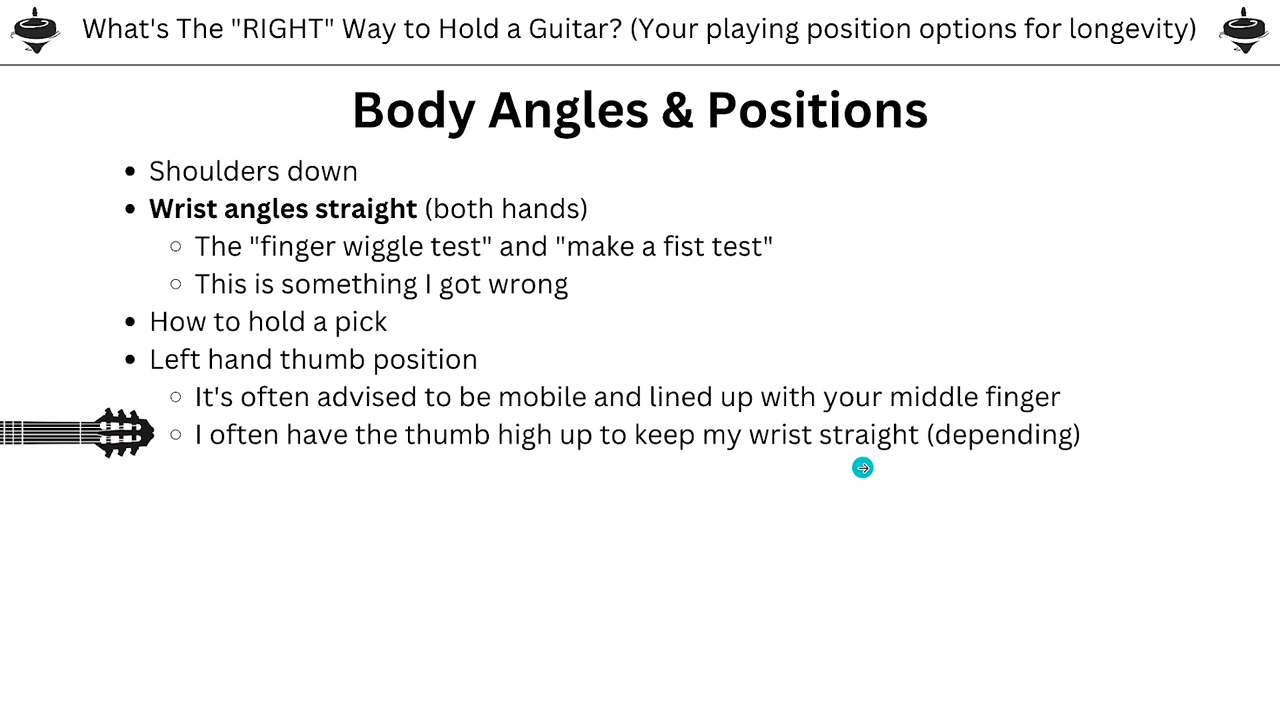 What's The "RIGHT" Way to Hold a Guitar? (Your playing position options for longevity)
Body Angles & Positions
Shoulders down
Wrist angles straight (both hands)
The "finger wiggle test" and "make a fist test"
This is something I got wrong
How to hold a pick
Left hand thumb position
It's often advised to be mobile and lined up with your middle finger
I often have the thumb high up to keep my wrist straight (depending)